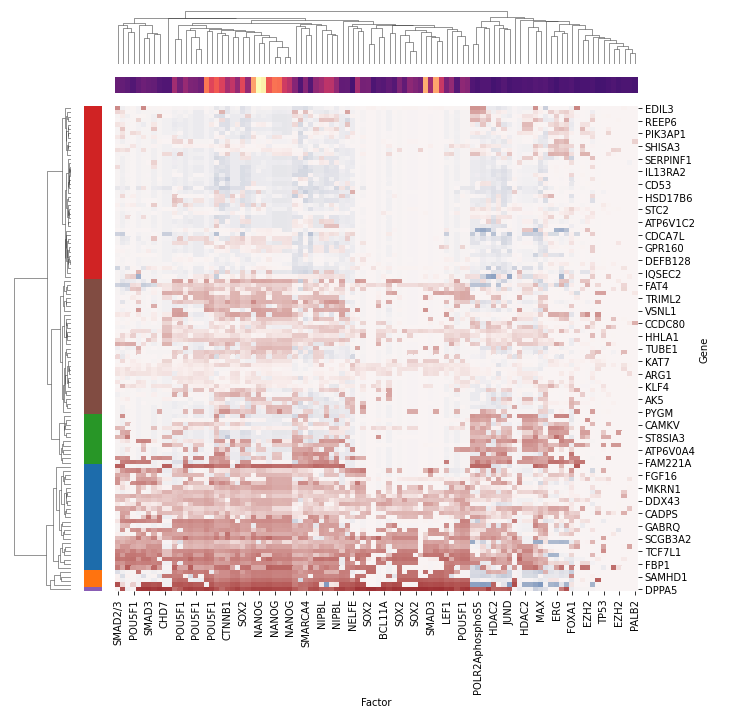 EDIL3
REEP6
PIK3AP1
SHISA3
SERPINF1
IL13RA2
CD53
HSD17B6
STC2
ATP6V1C2
CDCA7L
GPR160
DEFB128
IQSEC2
FAT4
TRIML2
VSNL1
CCDC80
HHLA1
TUBE1
KAT7
ARG1
KLF4
AK5
PYGM
CAMKV
ST8SIA3
ATP6V0A4
FAM221A
FGF16
MKRN1
DDX43
CADPS
GABRQ
SCGB3A2
TCF7L1
FBP1
SAMHD1
DPPA5
Gene
SMAD2/3
POU5F1
SMAD3
CHD7
POU5F1
POU5F1
POU5F1
CTNNB1
SOX2
NANOG
NANOG
NANOG
SMARCA4
NIPBL
NIPBL
NELFE
SOX2
BCL11A
SOX2
SOX2
SMAD3
LEF1
POU5F1
POLR2AphosphoS5
HDAC2
JUND
HDAC2
MAX
ERG
FOXA1
EZH2
TP53
EZH2
PALB2
Factor